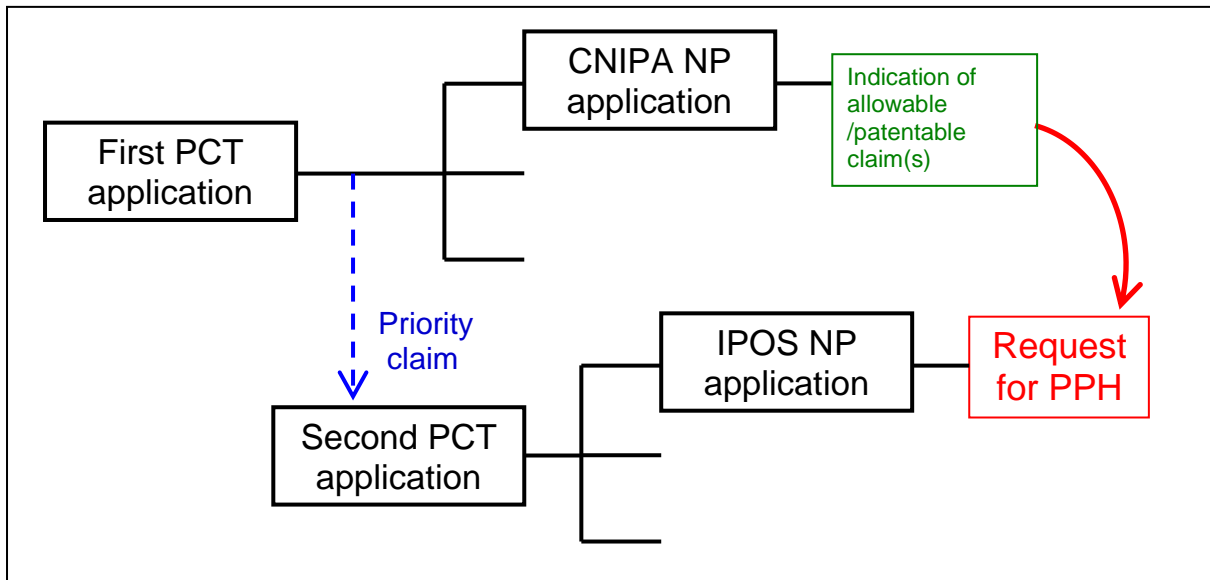 CNIPA NP
application
Indication of
allowable
/patentable
claim(s)
First PCT
application
Priority
claim
IPOS NP
application
Request
for PPH
Second PCT
application